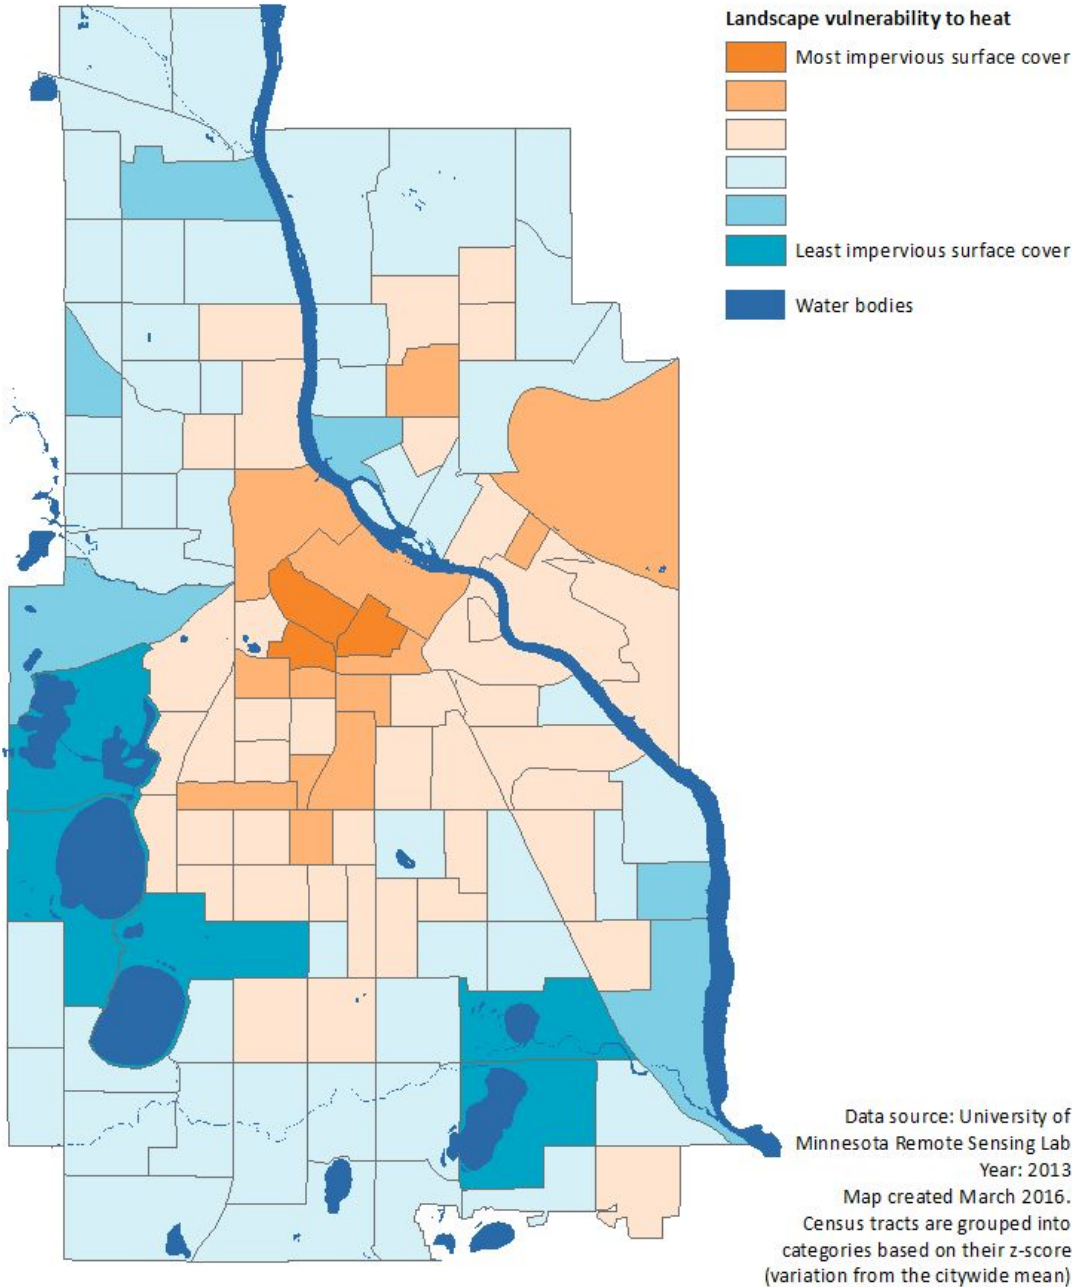 Landscape vulnerability to heat
Most impervious surface cover
Least impervious surface cover
Water bodies
Data source: University of
Minnesota Remote Sensing Lab
Year: 2013
Map created March 2016.
Census tracts are grouped into
categories based on their z-score
(variation from the citywide mean)